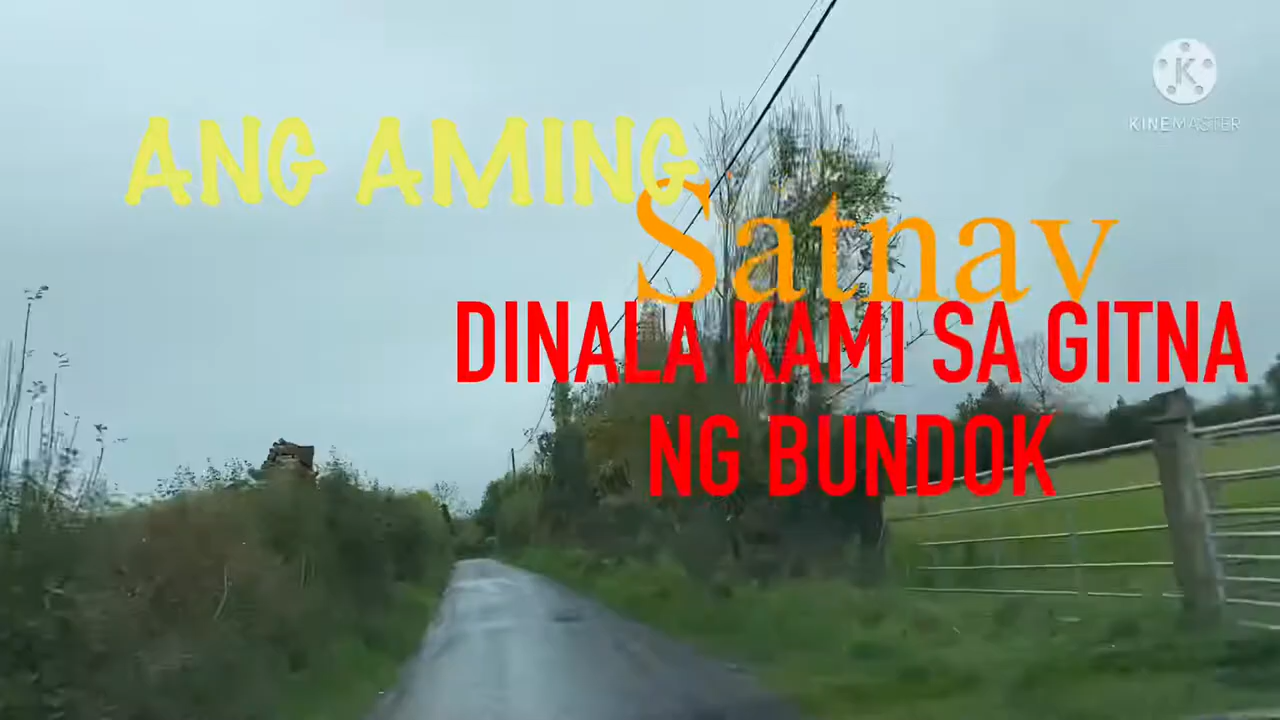 KINEMASTER
ANG AMING
Satnav
DINALA KAMI SA GITNA
NG BUNDOK